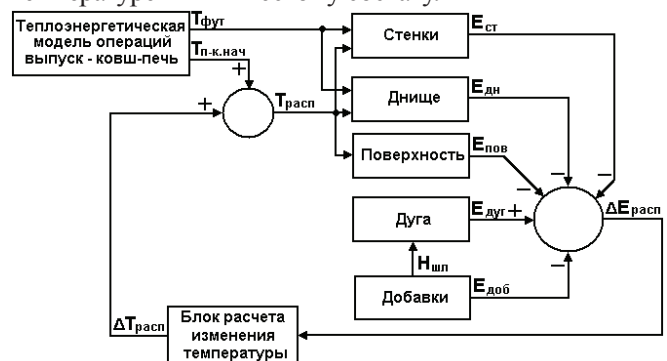 Теплоэнергетическая
модель операций
выпуск - ковш-печь
Tфут
Tп-к.нач
+
+
Tрасп
Стенки
Eст
Днище
Eдн
Поверхность
Eпов
Дуга
Eдуг
+
−
−
−
−
ΔEрасп
Hшл
Добавки
Eдоб
ΔTрасп
Блок расчета
изменения
температуры